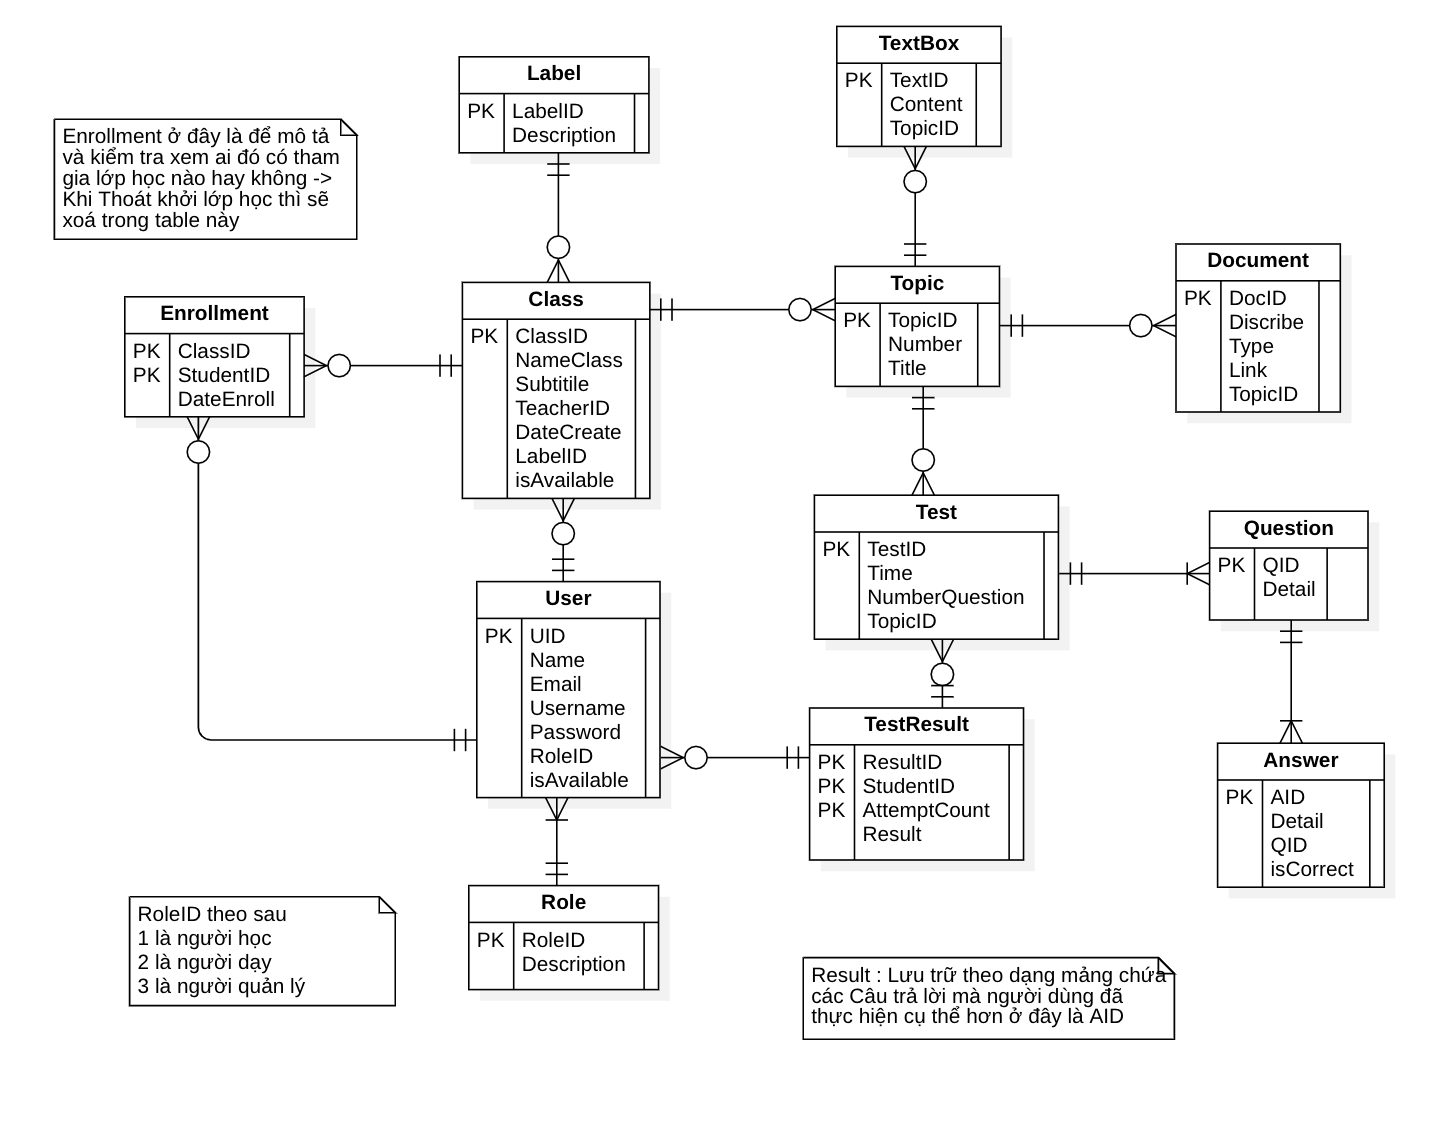 TextBox
PK TextID
Content
TopicID
Label
PK LabelID
Description
Enrollment ở đây là để mô tả
và kiểm tra xem ai đó có tham
gia lớp học nào hay không ->
Khi Thoát khởi lớp học thì sẽ
xoá trong table này
Document
PK DocID
Discribe
Type
Link
TopicID
Topic
PK TopicID
Number
Title
Class
PK ClassID
NameClass
Subtitile
TeacherID
DateCreate
LabelID
isAvailable
Enrollment
PK ClassID
PK StudentID
DateEnroll
Test
PK TestID
Time
NumberQuestion
TopicID
Question
PK QID
Detail
User
PK UID
Name
Email
Username
Password
RoleID
isAvailable
TestResult
PK ResultID
PK StudentID
PK AttemptCount
Result
Answer
PK AID
Detail
QID
isCorrect
Role
PK RoleID
Description
RoleID theo sau
1 là người học
2 là người dạy
3 là người quản lý
Result : Lưu trữ theo dạng mảng chứa
các Câu trả lời mà người dùng đã
thực hiện cụ thể hơn ở đây là AID